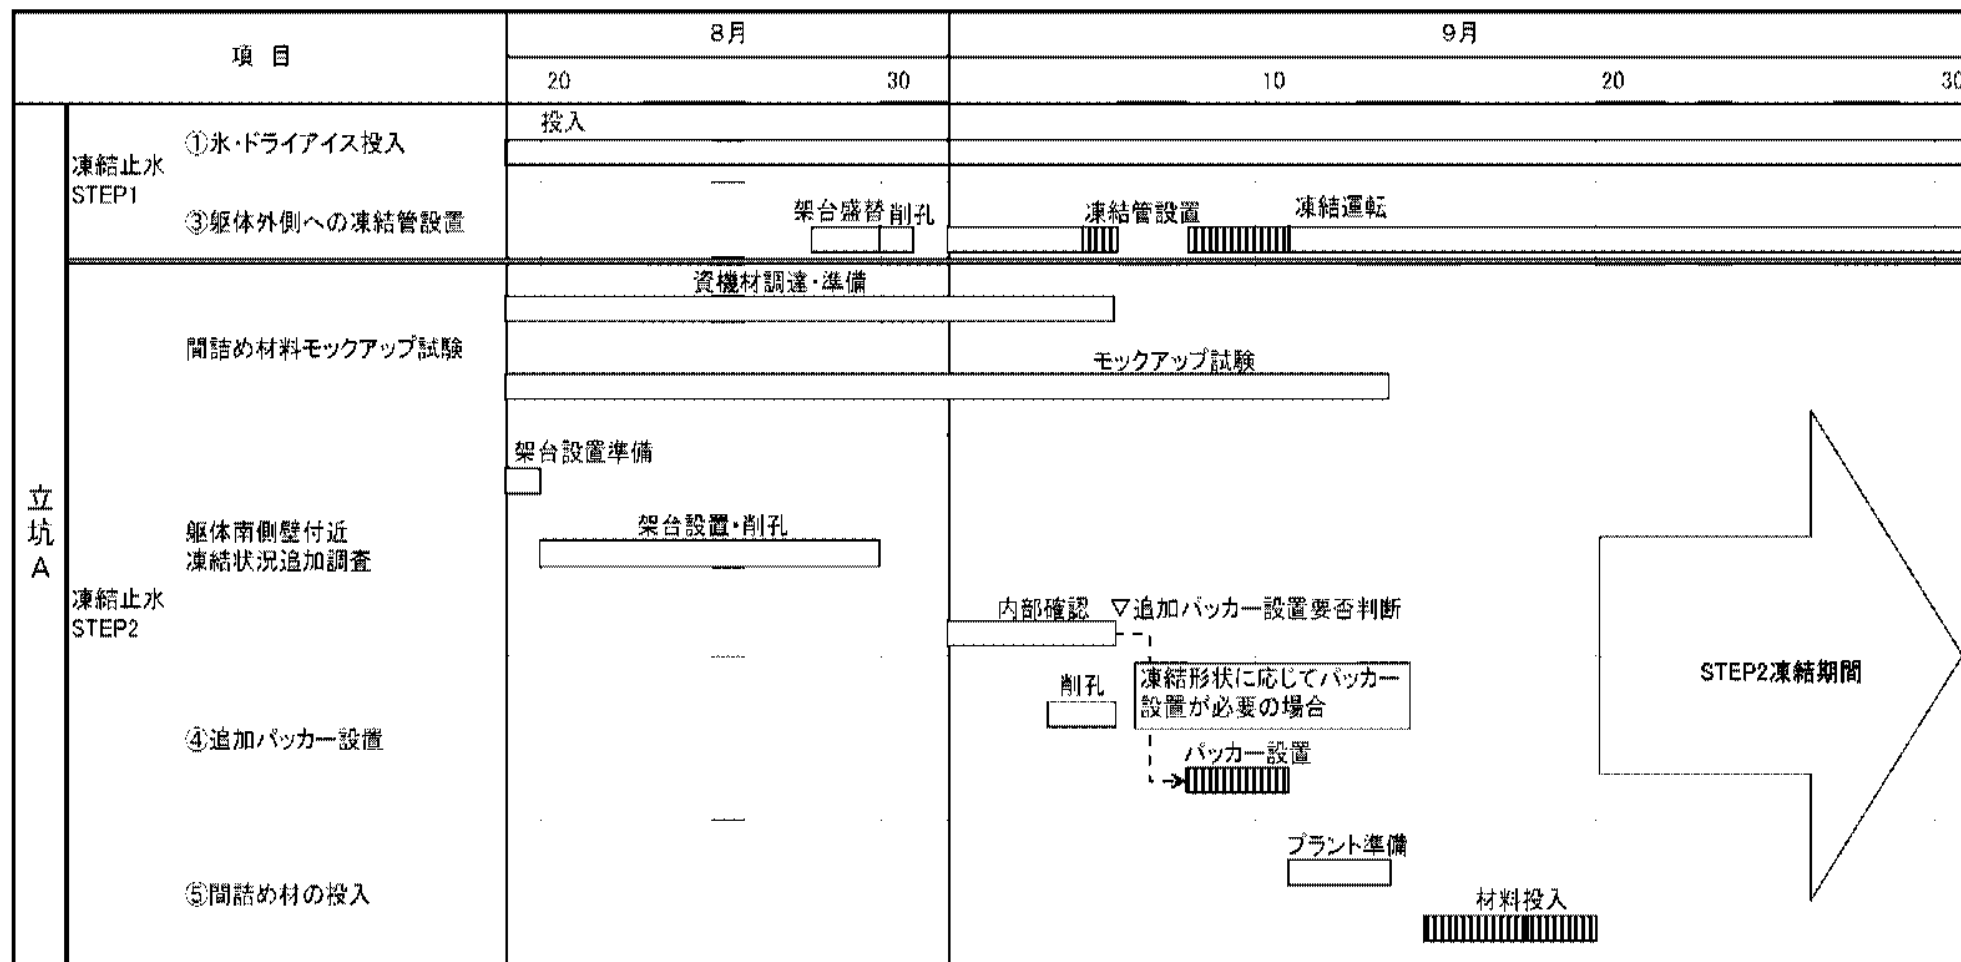 項 目
8月
9月
20
30
10
20
30
立坑A
凍結止水
STEP1
①氷・ドライアイス投入
投入
③躯体外側への凍結管設置
架台盛替
削孔
凍結管設置
凍結運転
凍結止水
STEP2
間詰め材料モックアップ試験
資機材調達・準備
モックアップ試験
躯体南側壁付近
凍結状況追加調査
架台設置準備
架台設置・削孔
内部確認
▽追加パッカー設置要否判断
④追加パッカー設置
削孔
凍結形状に応じてパッカー
設置が必要の場合
パッカー設置
⑤間詰め材の投入
プラント準備
材料投入
STEP2凍結期間